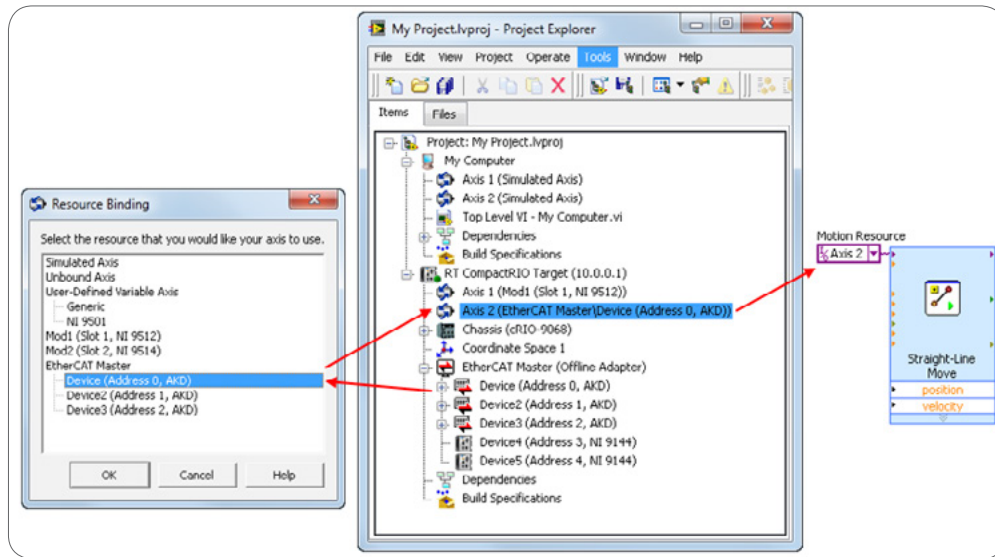 My Project.lvproj - Project Explorer
File Edit View Project Operate Tools Window Help
Items Files
Project: My Project.lvproj
My Computer
Axis 1 (Simulated Axis)
Axis 2 (Simulated Axis)
Top Level VI - My Computer.vi
Dependencies
Build Specifications
RT CompactRIO Target (10.0.0.1)
Axis 1 (Mod1 (Slot 1, NI 9512))
Axis 2 (EtherCAT Master\Device (Address 0, AKD))
Chassis (cRIO-9068)
Coordinate Space 1
EtherCAT Master (Offline Adapter)
Device (Address 0, AKD)
Device2 (Address 1, AKD)
Device3 (Address 2, AKD)
Device4 (Address 3, NI 9144)
Device5 (Address 4, NI 9144)
Dependencies
Build Specifications
Resource Binding
Select the resource that you would like your axis to use.
Simulated Axis
Unbound Axis
User-Defined Variable Axis
Generic
NI 9501
Mod1 (Slot 1, NI 9512)
Mod2 (Slot 2, NI 9514)
EtherCAT Master
Device (Address 0, AKD)
Device2 (Address 1, AKD)
Device3 (Address 2, AKD)
OK Cancel Help
Motion Resource
I/O Axis 2
Straight-Line
Move
position
velocity